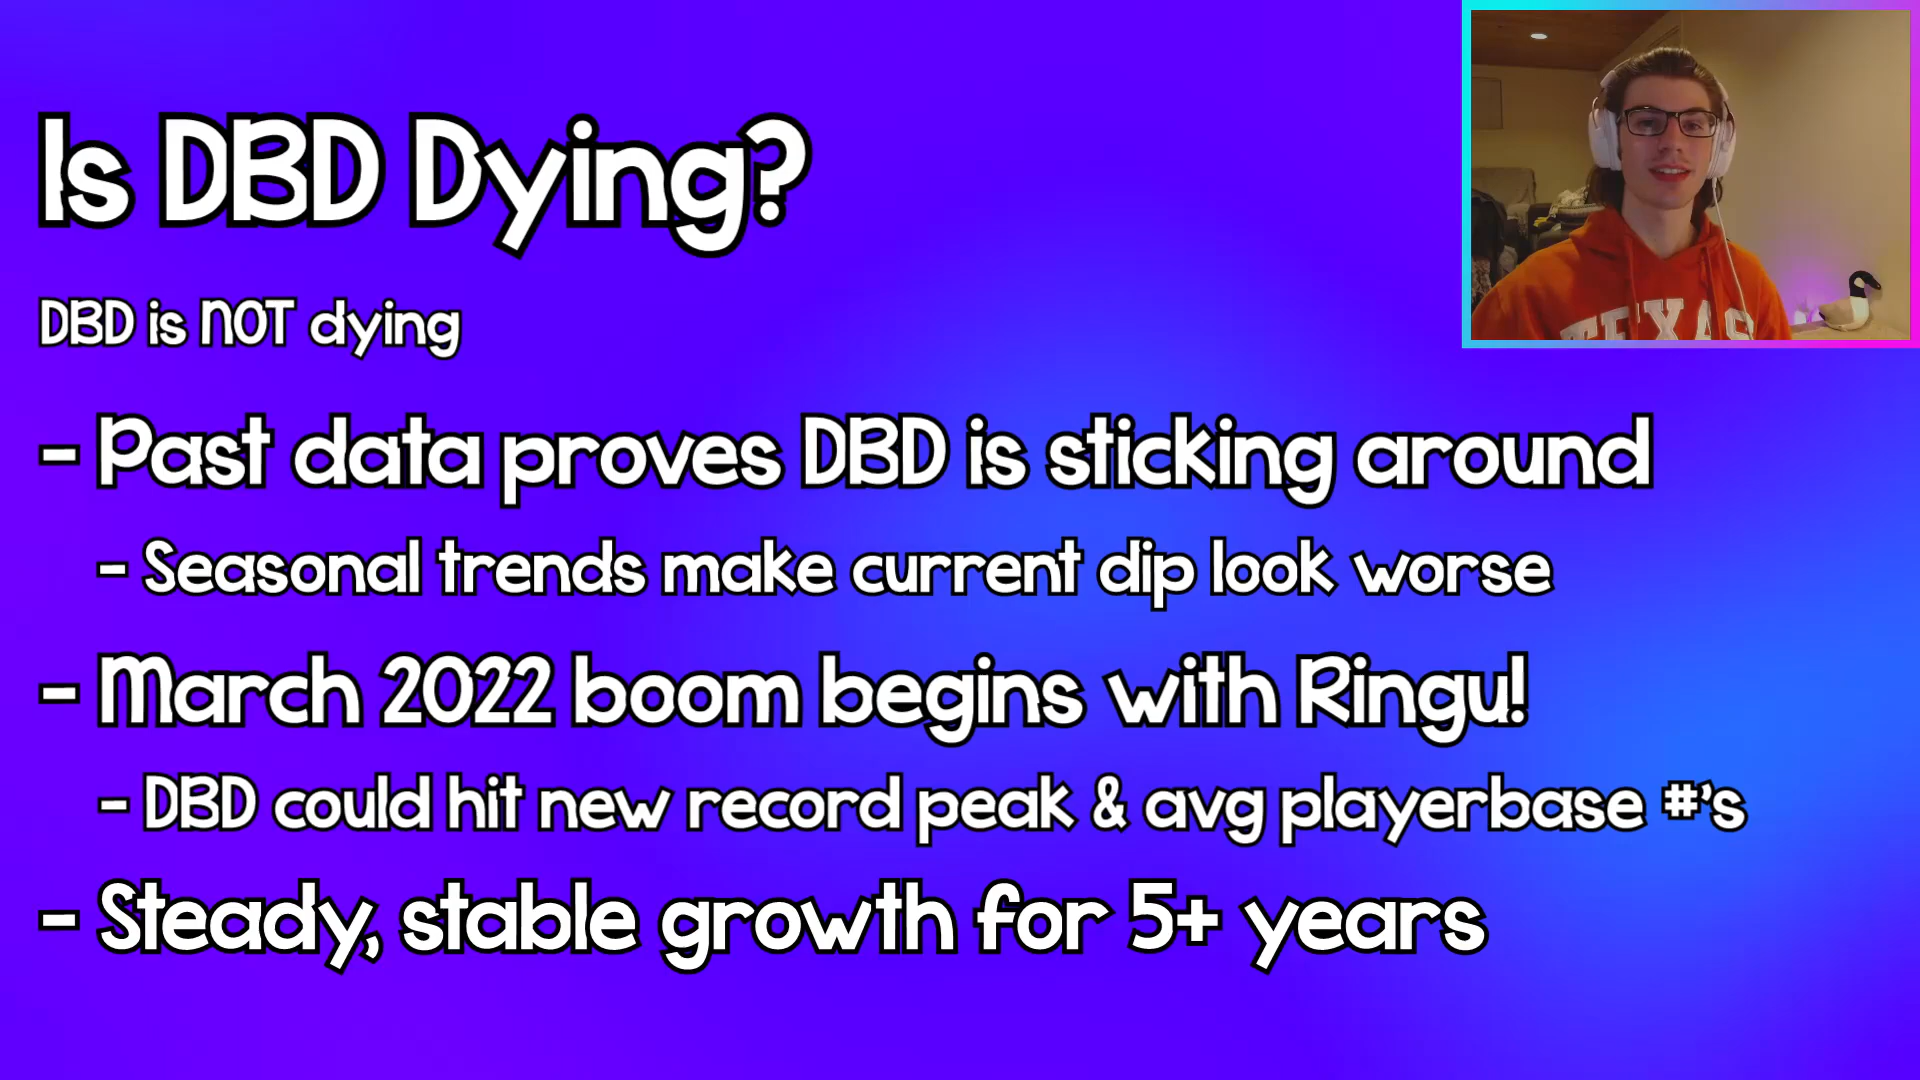 Is DBD Dying?
DBD is NOT dying
- Past data proves DBD is sticking around
- Seasonal trends make current dip look worse
- March 2022 boom begins with Ringu!
- DBD could hit new record peak & avg playerbase #'s
- Steady, stable growth for 5+ years
TEXAS